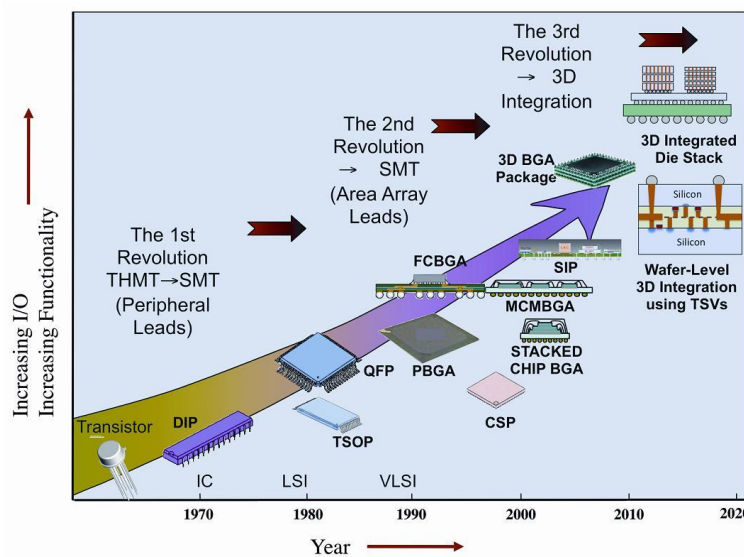 The 3rd
Revolution
→ 3D
Integration
The 2nd
Revolution
→ SMT
(Area Array
Leads)
The 1st
Revolution
THMT→SMT
(Peripheral
Leads)
3D Integrated
Die Stack
3D BGA
Package
Silicon
Silicon
Wafer-Level
3D Integration
using TSVs
SIP
FCBGA
MCMBGA
STACKED
CHIP BGA
PBGA
CSP
QFP
TSOP
DIP
Transistor
IC
LSI
VLSI
Increasing I/O
Increasing Functionality
1970
1980
1990
2000
2010
2020
Year